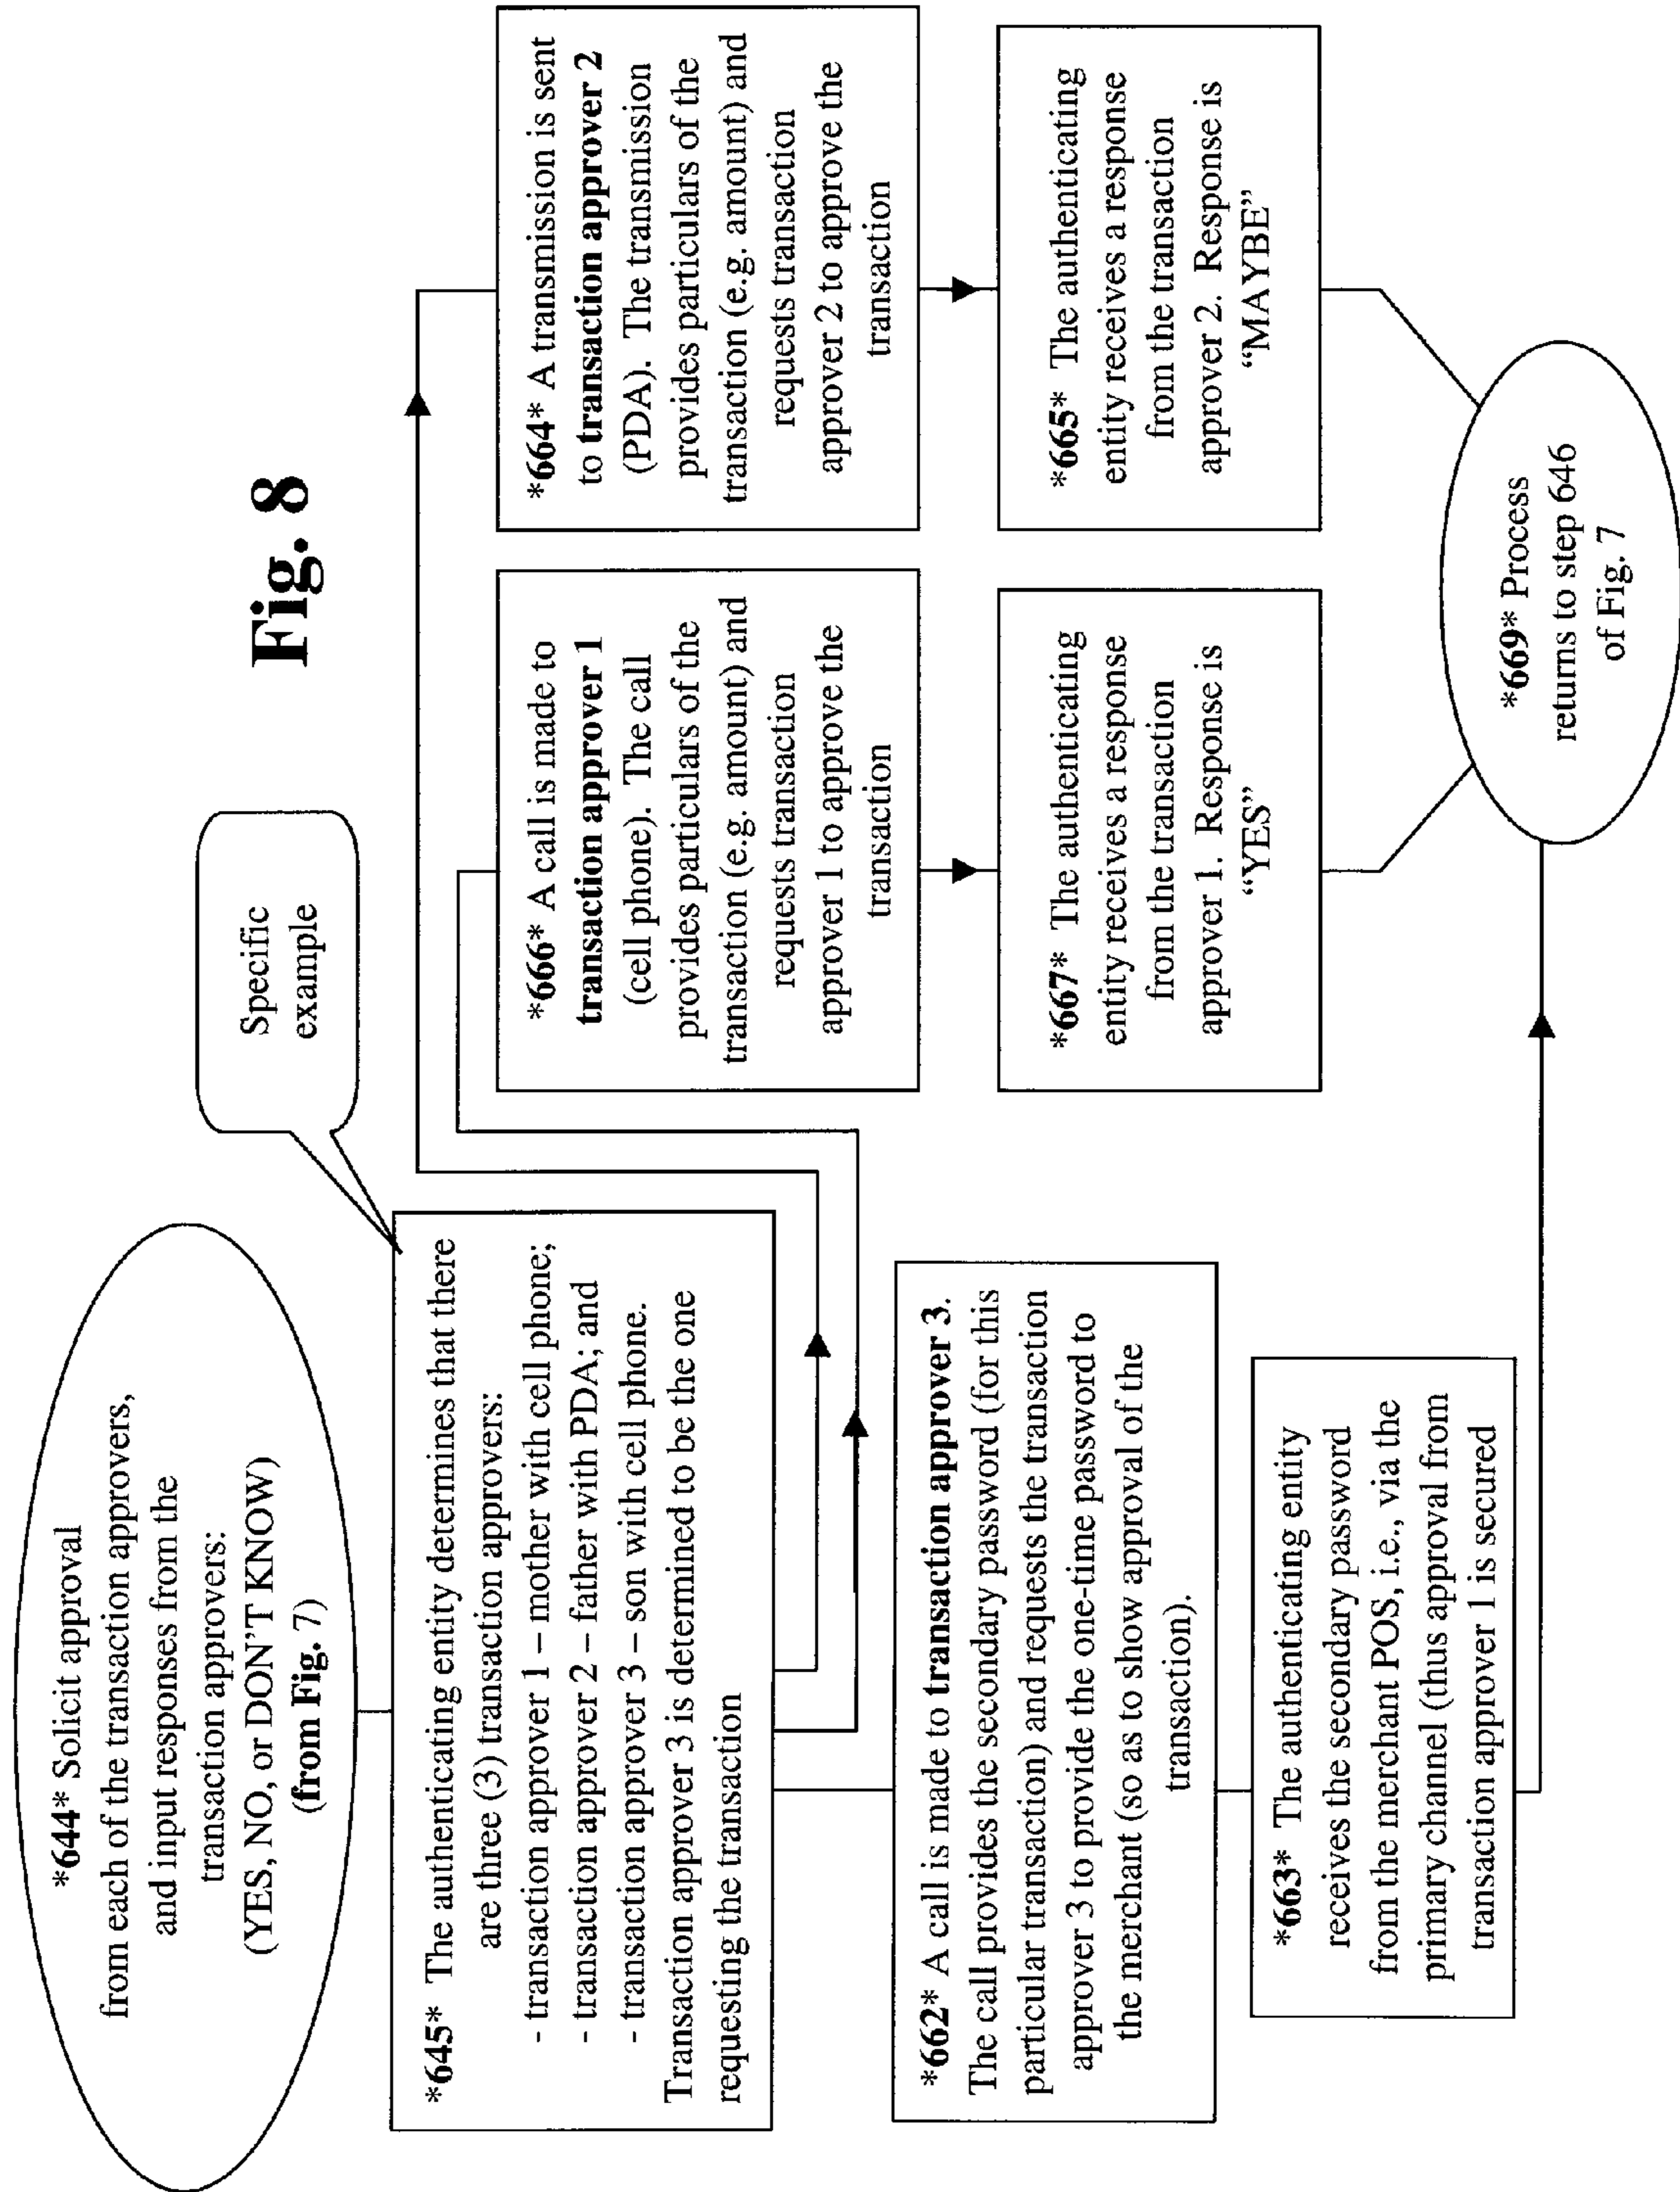 Fig. 8
*644* Solicit approval
from each of the transaction approvers,
and input responses from the
transaction approvers:
(YES, NO, or DON'T KNOW)
(from Fig. 7)
Specific
example
*645* The authenticating entity determines that there
are three (3) transaction approvers:
- transaction approver 1 – mother with cell phone;
- transaction approver 2 – father with PDA; and
- transaction approver 3 – son with cell phone.
Transaction approver 3 is determined to be the one
requesting the transaction
*662* A call is made to transaction approver 3.
The call provides the secondary password (for this
particular transaction) and requests the transaction
approver 3 to provide the one-time password to
the merchant (so as to show approval of the
transaction).
*663* The authenticating entity
receives the secondary password
from the merchant POS, i.e., via the
primary channel (thus approval from
transaction approver 1 is secured
*666* A call is made to
transaction approver 1
(cell phone). The call
provides particulars of the
transaction (e.g. amount) and
requests transaction
approver 1 to approve the
transaction
*667* The authenticating
entity receives a response
from the transaction
approver 1. Response is
“YES”
*664* A transmission is sent
to transaction approver 2
(PDA). The transmission
provides particulars of the
transaction (e.g. amount) and
requests transaction
approver 2 to approve the
transaction
*665* The authenticating
entity receives a response
from the transaction
approver 2. Response is
“MAYBE”
*669* Process
returns to step 646
of Fig. 7